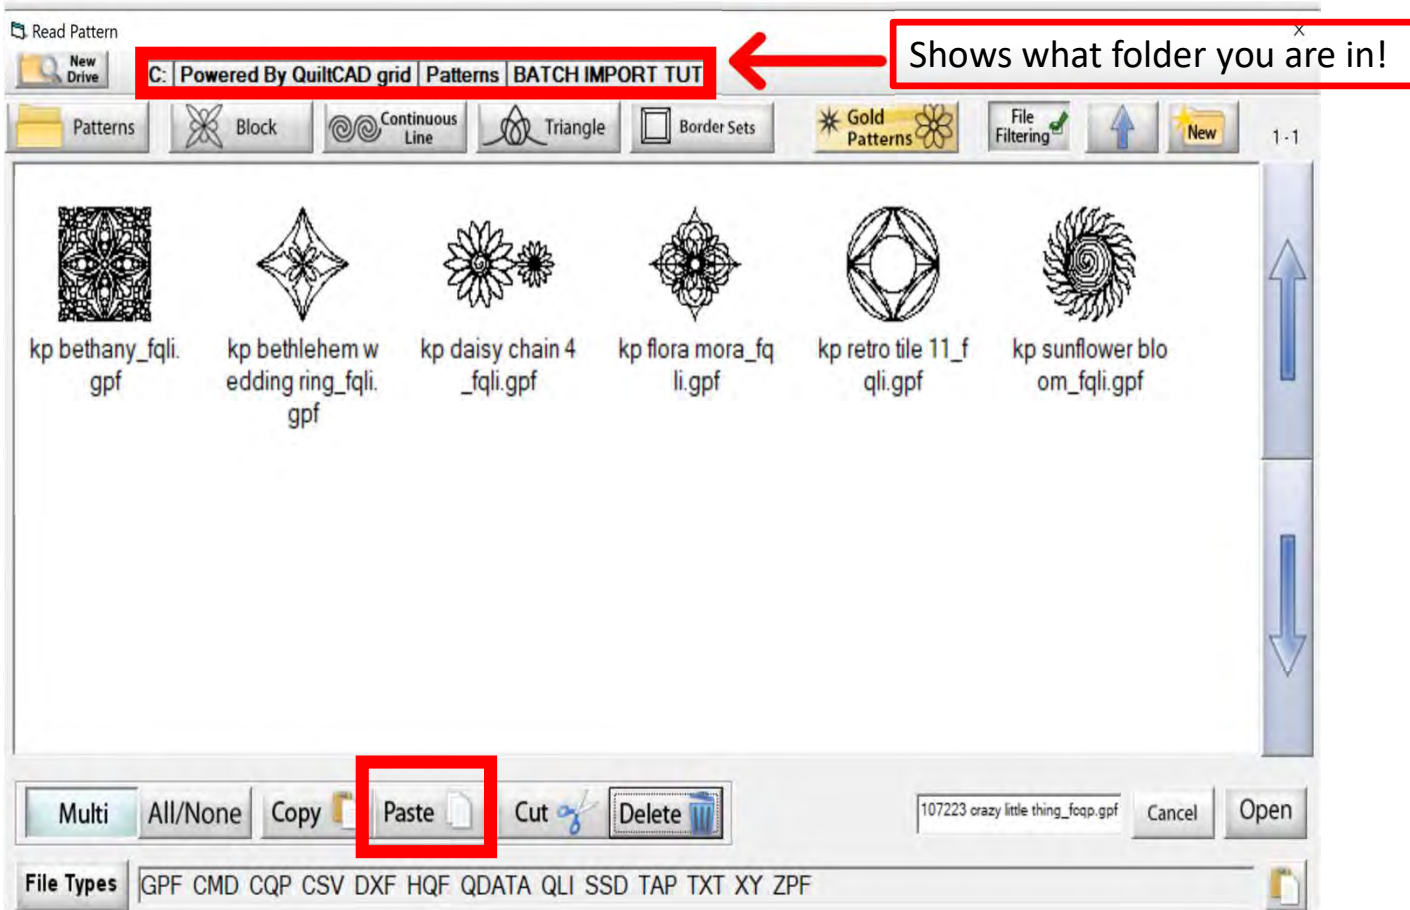 Read Pattern
X
Shows what folder you are in!
New
Drive
C: Powered By QuiltCAD grid Patterns BATCH IMPORT TUT
Patterns
Block
Continuous
Line
Triangle
Border Sets
Gold
Patterns
File
Filtering
New
1-1
kp bethany_fqli.
gpf
kp bethlehem w
edding ring_fqli.
gpf
kp daisy chain 4
_fqli.gpf
kp flora mora_fq
li.gpf
kp retro tile 11_f
qli.gpf
kp sunflower blo
om_fqli.gpf
Multi
All/None
Copy
Paste
Cut
Delete
107223 crazy little thing_foqp.gpf
Cancel
Open
File Types
GPF CMD CQP CSV DXF HQF QDATA QLI SSD TAP TXT XY ZPF